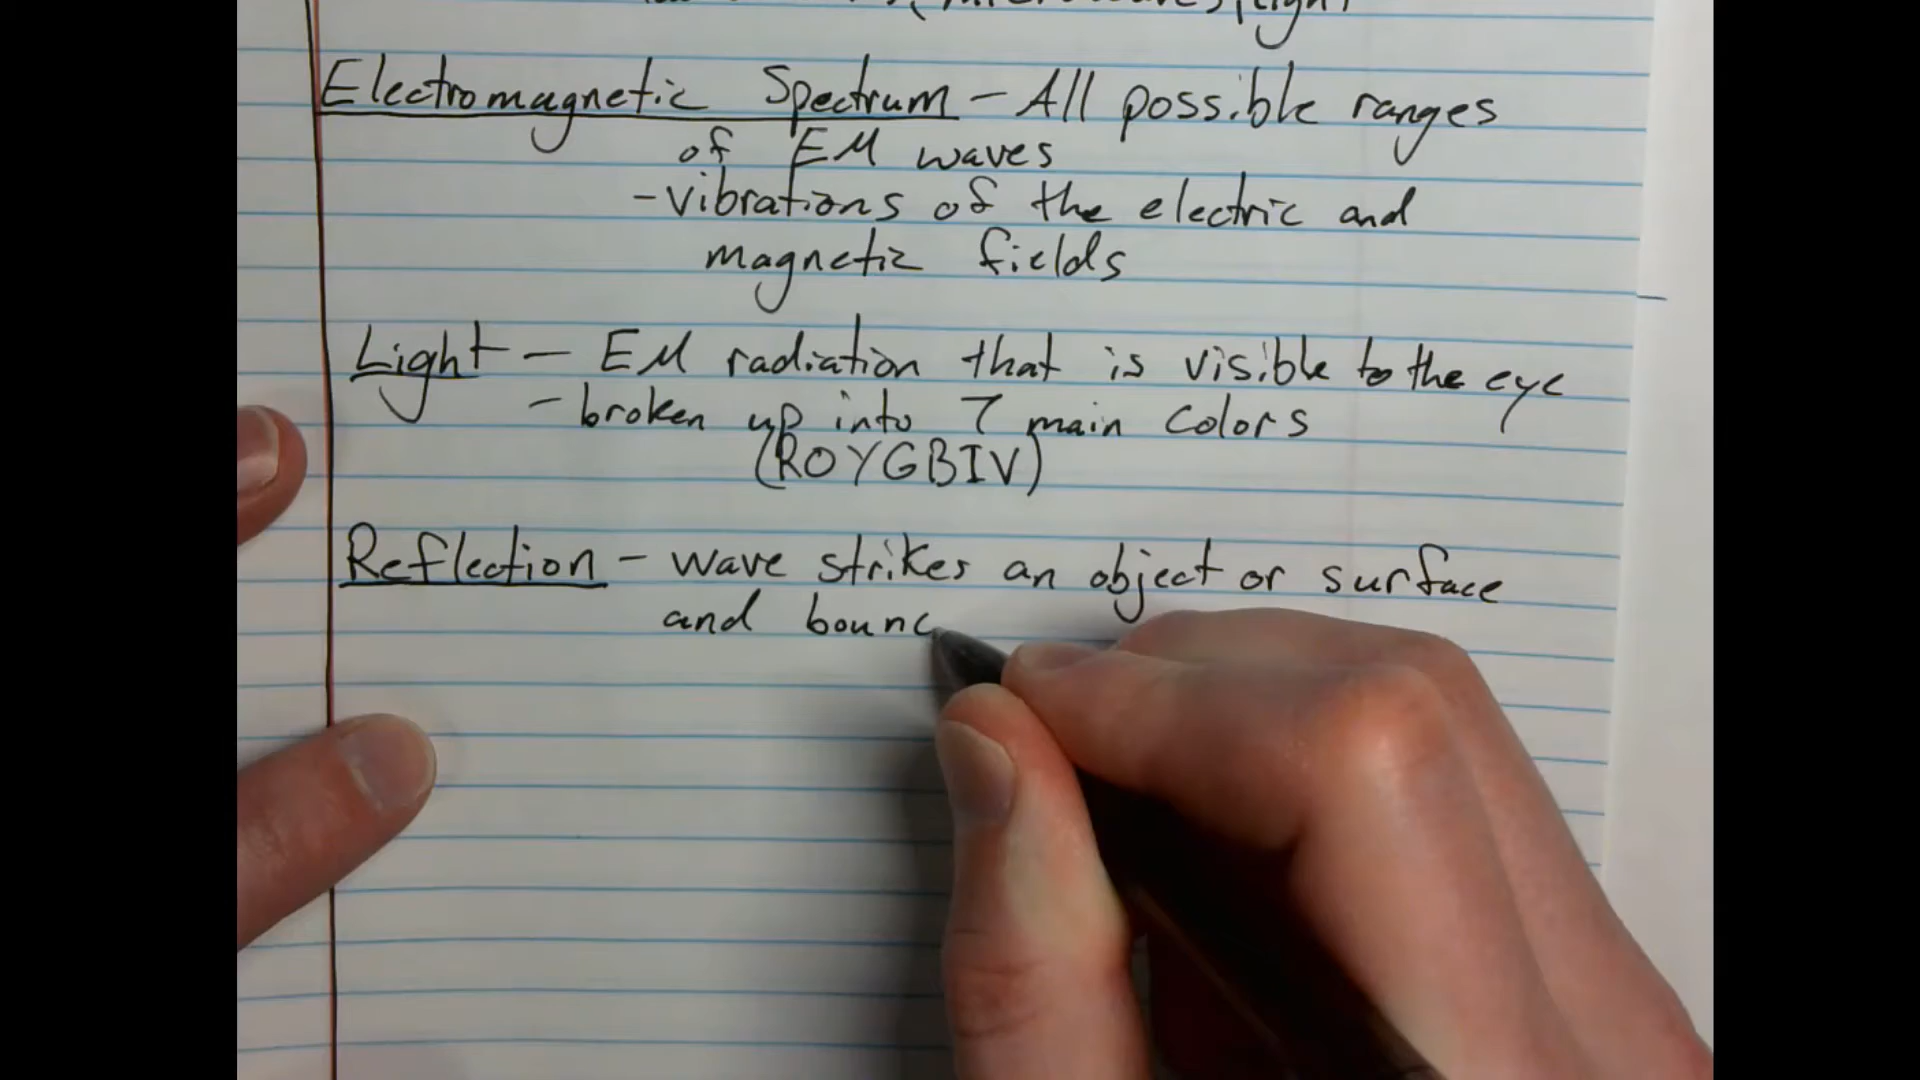 microwaves, light
Electromagnetic Spectrum - All possible ranges
of EM waves
- vibrations of the electric and
magnetic fields
Light - EM radiation that is visible to the eye
- broken up into 7 main colors
(ROYGBIV)
Reflection - wave strikes an object or surface
and bounc